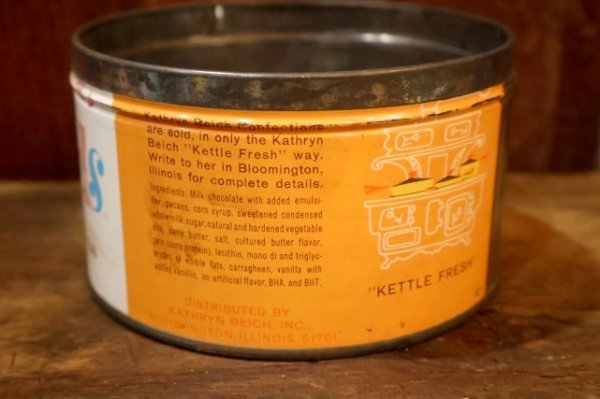 Kathryn Beich Confections
are sold, in only the Kathryn
Beich "Kettle Fresh" way.
Write to her in Bloomington,
Illinois for complete details.
Ingredients: Milk chocolate with added emulsi-
fier, pecans, corn syrup, sweetened condensed
whole milk, sugar, natural and hardened vegetable
oils, dairy butter, salt, cultured butter flavor,
(corn protein), lecithin, mono di and triglyc-
erides of edible fats, carragheen, vanilla with
added vanillin, an artificial flavor, BHA, and BHT.
DISTRIBUTED BY
KATHRYN BEICH, INC.
BLOOMINGTON, ILLINOIS 61701
"KETTLE FRESH"